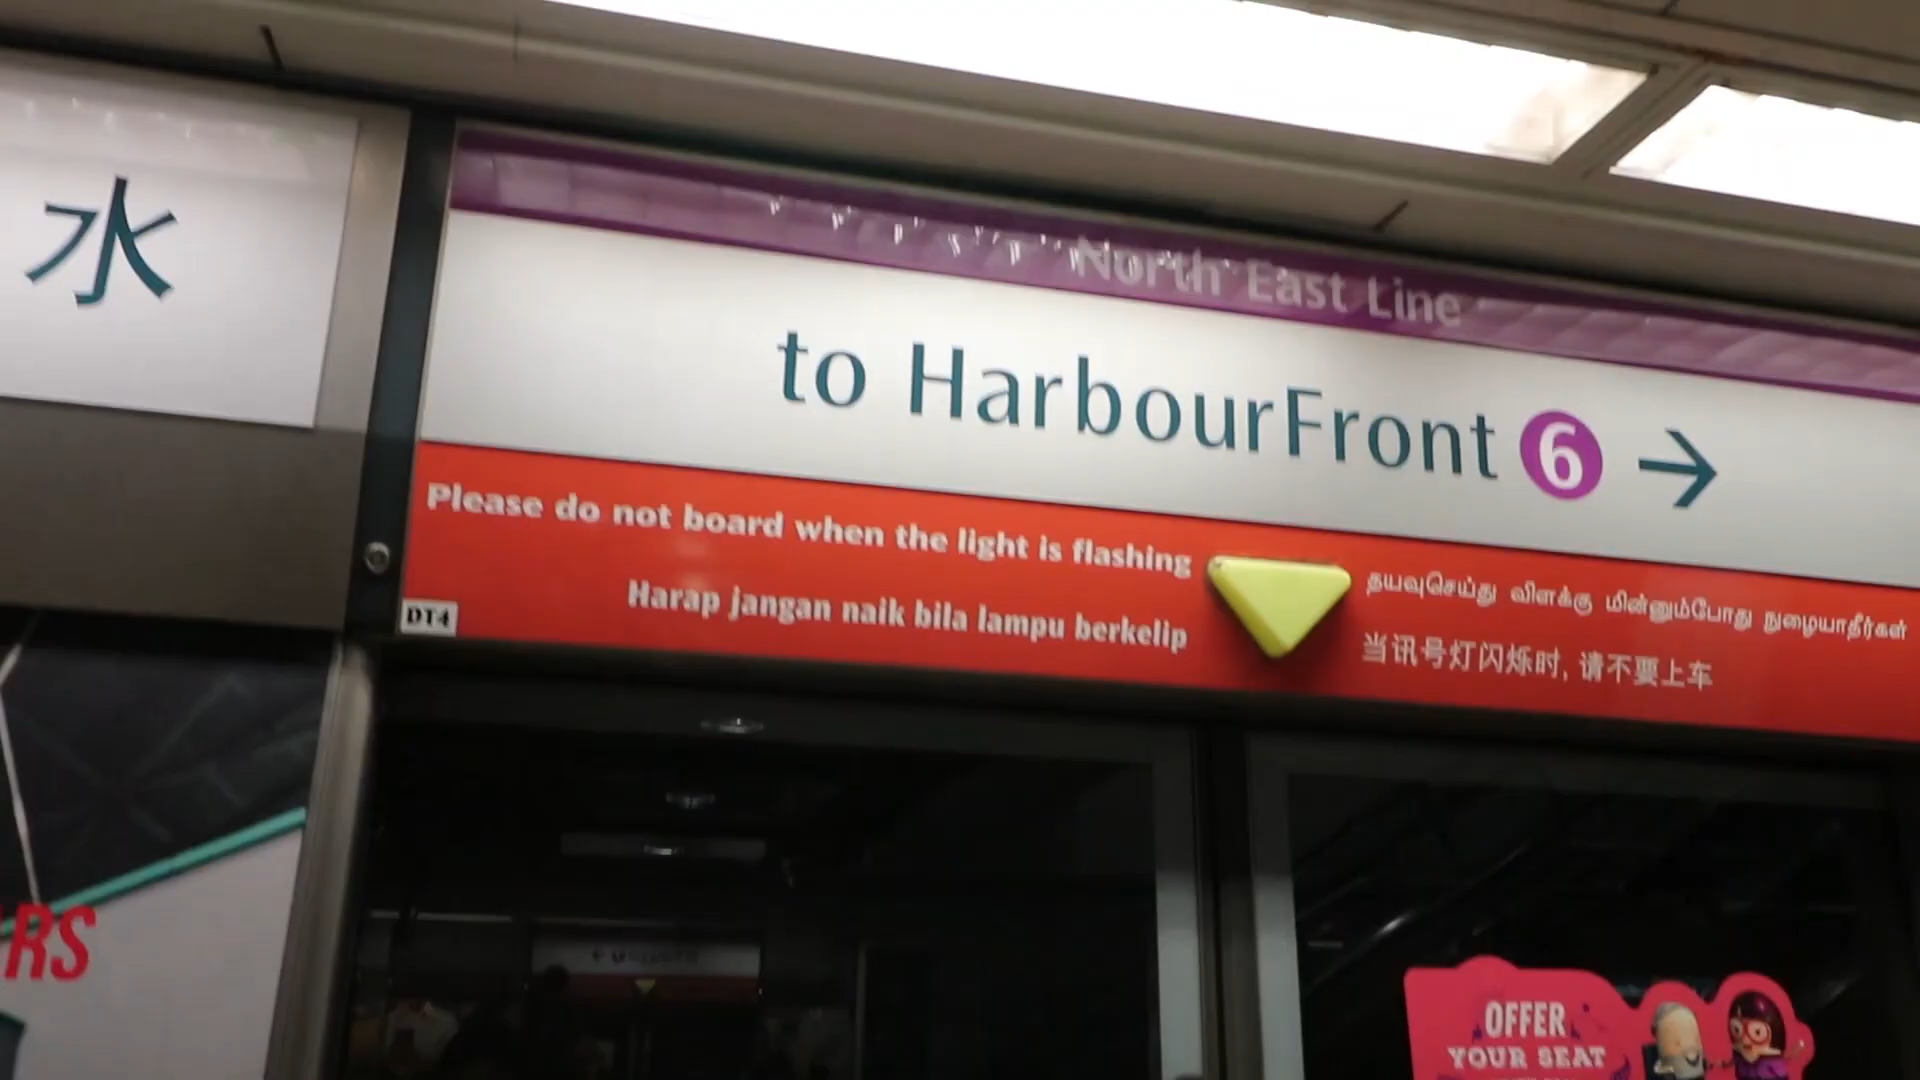 水
North East Line
to HarbourFront 6 →
Please do not board when the light is flashing
Harap jangan naik bila lampu berkelip
தயவுசெய்து விளக்கு மின்னும்போது நுழையாதீர்கள்
当讯号灯闪烁时, 请不要上车
DT4
RS
OFFER
YOUR SEAT